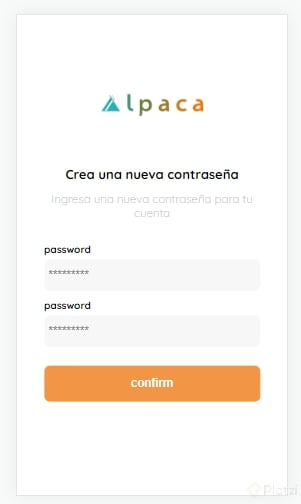 Alpaca
Crea una nueva contraseña
Ingresa una nueva contraseña para tu
cuenta
password
*********
password
*********
confirm
Platzi